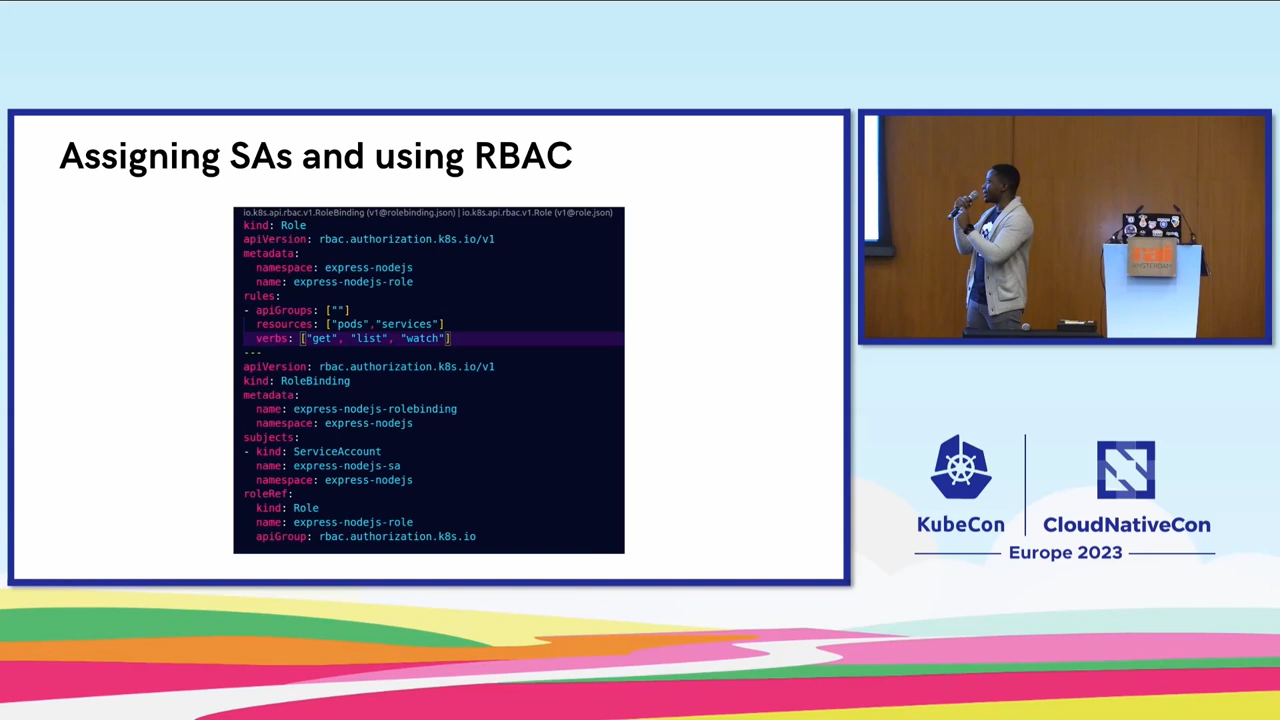 Assigning SAs and using RBAC
io.k8s.api.rbac.v1.RoleBinding (v1@rolebinding.json) | io.k8s.api.rbac.v1.Role (v1@role.json)
kind: Role
apiVersion: rbac.authorization.k8s.io/v1
metadata:
  namespace: express-nodejs
  name: express-nodejs-role
rules:
- apiGroups: [""]
  resources: ["pods","services"]
  verbs: ["get", "list", "watch"]
---
apiVersion: rbac.authorization.k8s.io/v1
kind: RoleBinding
metadata:
  name: express-nodejs-rolebinding
  namespace: express-nodejs
subjects:
- kind: ServiceAccount
  name: express-nodejs-sa
  namespace: express-nodejs
roleRef:
  kind: Role
  name: express-nodejs-role
  apiGroup: rbac.authorization.k8s.io
rai
AMSTERDAM
KubeCon
CloudNativeCon
Europe 2023